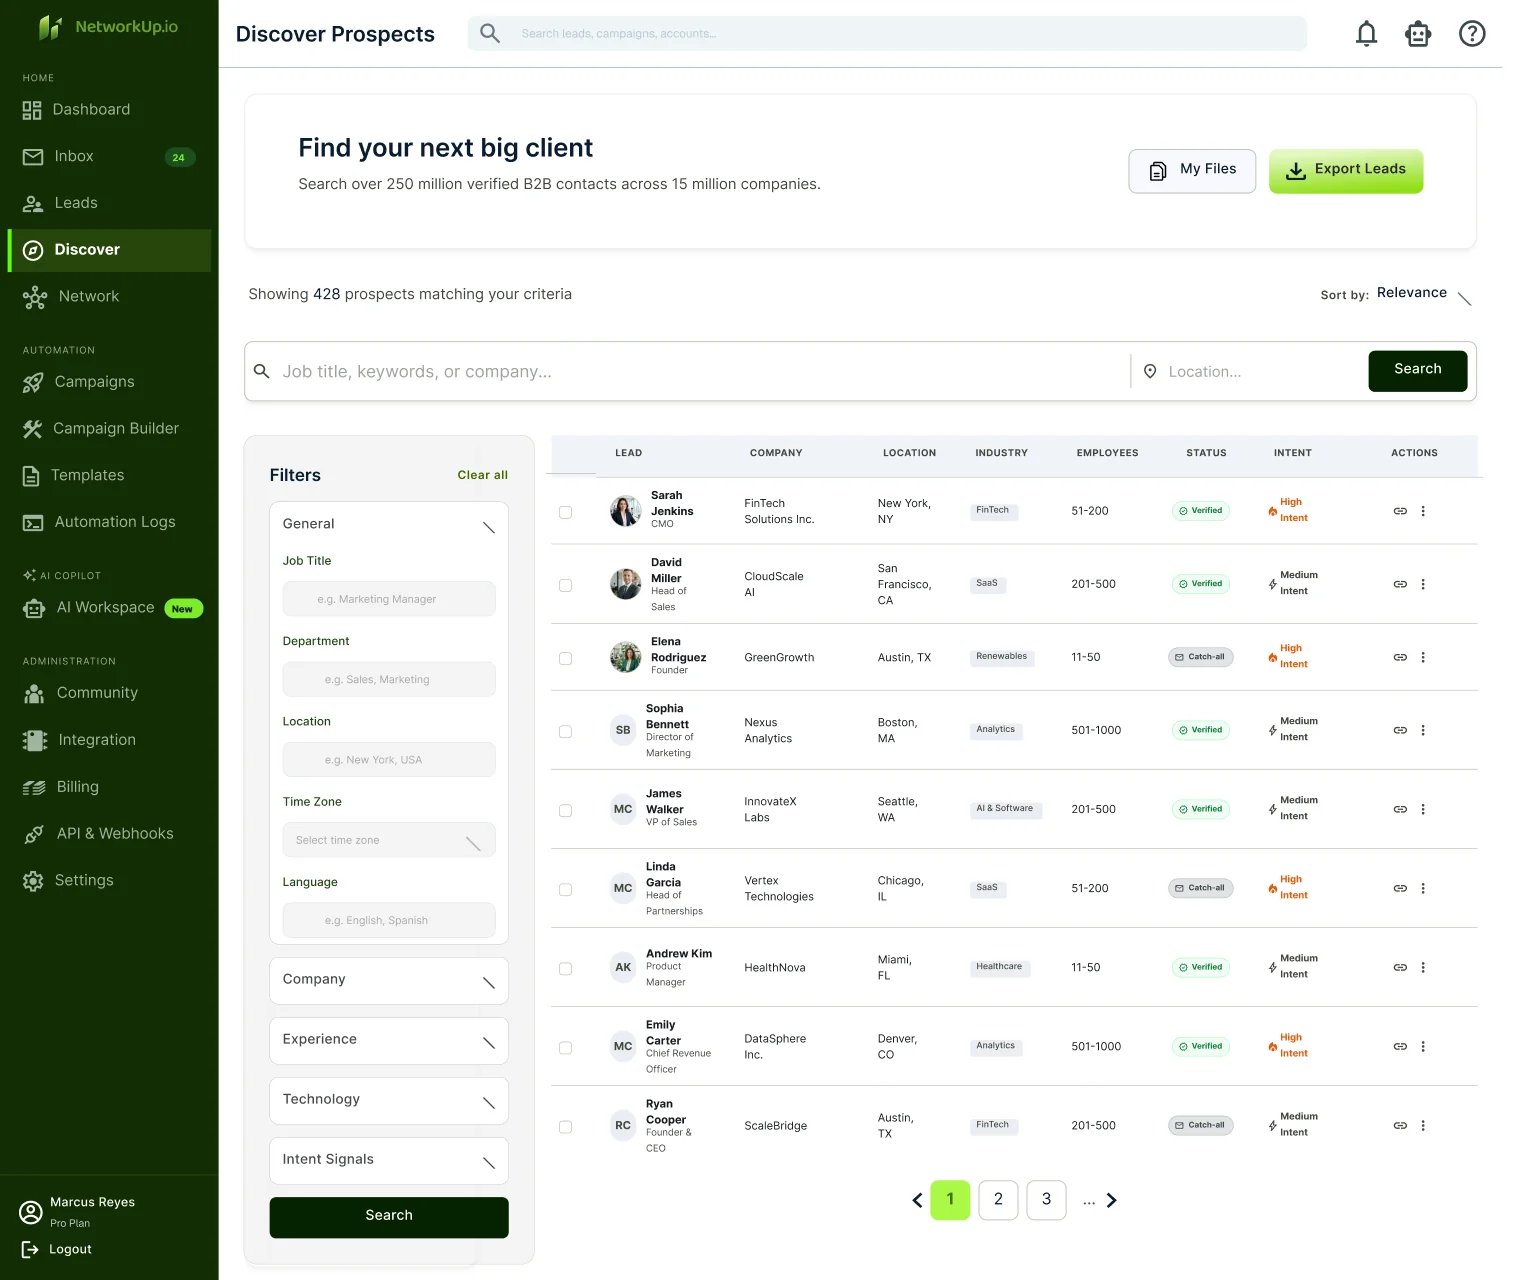 NetworkUp.io
HOME
Dashboard
Inbox 24
Leads
Discover
Network
AUTOMATION
Campaigns
Campaign Builder
Templates
Automation Logs
AI COPILOT
AI Workspace New
ADMINISTRATION
Community
Integration
Billing
API & Webhooks
Settings
Marcus Reyes
Pro Plan
Logout
Discover Prospects
Search leads, campaigns, accounts...
Find your next big client
Search over 250 million verified B2B contacts across 15 million companies.
My Files
Export Leads
Showing 428 prospects matching your criteria
Sort by: Relevance
Job title, keywords, or company...
Location...
Search
Filters
Clear all
General
Job Title
e.g. Marketing Manager
Department
e.g. Sales, Marketing
Location
e.g. New York, USA
Time Zone
Select time zone
Language
e.g. English, Spanish
Company
Experience
Technology
Intent Signals
Search
LEAD COMPANY LOCATION INDUSTRY EMPLOYEES STATUS INTENT ACTIONS
Sarah
Jenkins
CMO
FinTech
Solutions Inc.
New York,
NY
FinTech
51-200
Verified
High
Intent
David
Miller
Head of
Sales
CloudScale
AI
San
Francisco,
CA
SaaS
201-500
Verified
Medium
Intent
Elena
Rodriguez
Founder
GreenGrowth
Austin, TX
Renewables
11-50
Catch-all
High
Intent
SB
Sophia
Bennett
Director of
Marketing
Nexus
Analytics
Boston,
MA
Analytics
501-1000
Verified
Medium
Intent
MC
James
Walker
VP of Sales
InnovateX
Labs
Seattle,
WA
AI & Software
201-500
Verified
Medium
Intent
MC
Linda
Garcia
Head of
Partnerships
Vertex
Technologies
Chicago,
IL
SaaS
51-200
Catch-all
High
Intent
AK
Andrew Kim
Product
Manager
HealthNova
Miami,
FL
Healthcare
11-50
Verified
Medium
Intent
MC
Emily
Carter
Chief Revenue
Officer
DataSphere
Inc.
Denver,
CO
Analytics
501-1000
Verified
High
Intent
RC
Ryan
Cooper
Founder &
CEO
ScaleBridge
Austin,
TX
FinTech
201-500
Catch-all
Medium
Intent
1 2 3 ...